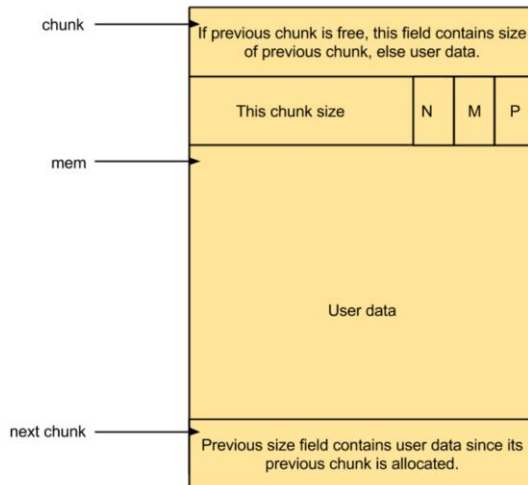 chunk
If previous chunk is free, this field contains size
of previous chunk, else user data.
This chunk size
N
M
P
mem
User data
next chunk
Previous size field contains user data since its
previous chunk is allocated.